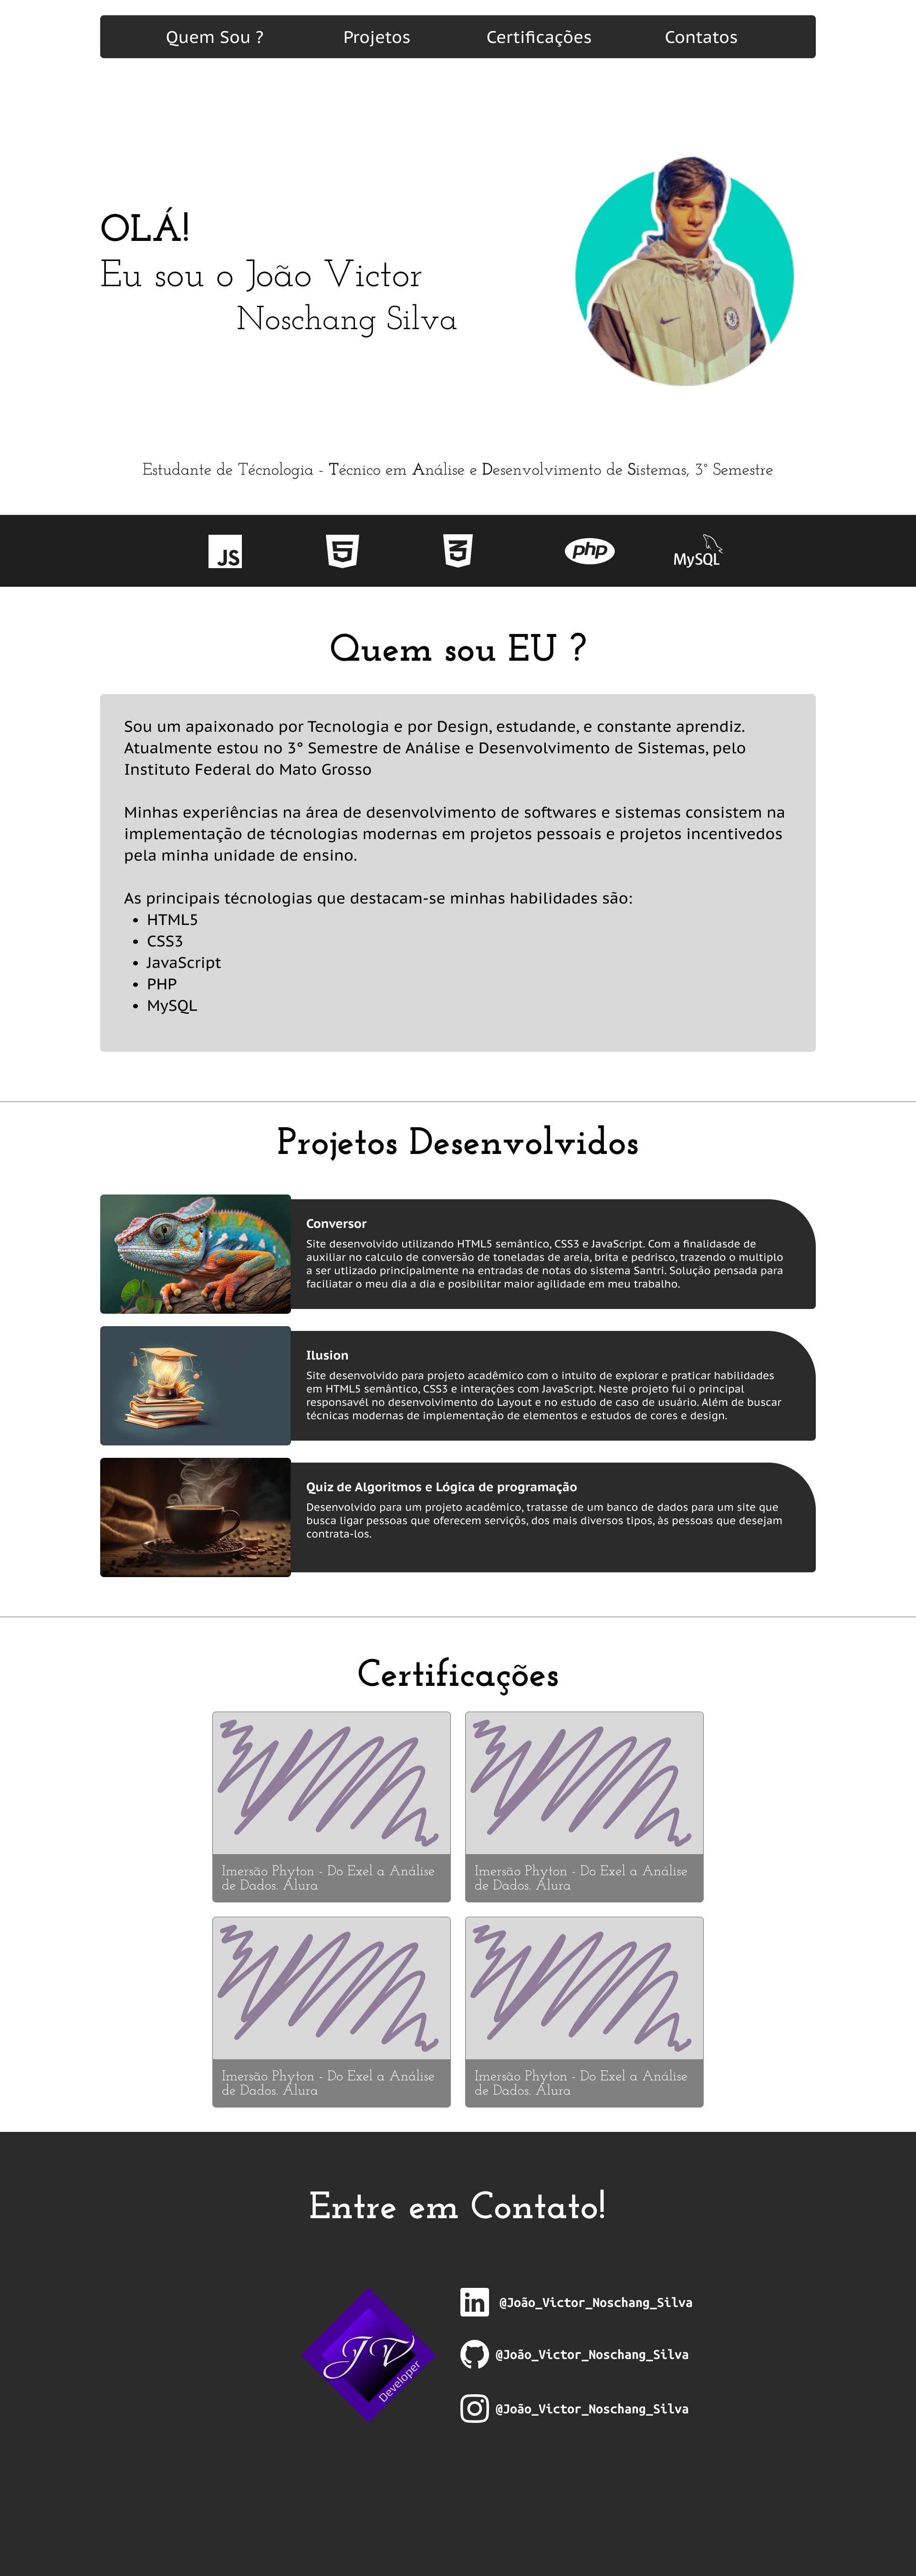 Quem Sou ?
Projetos
Certificações
Contatos
OLÁ!
Eu sou o João Victor
Noschang Silva
Estudante de Técnologia - Técnico em Análise e Desenvolvimento de Sistemas, 3° Semestre
JS
5
3
php
MySQL
Quem sou EU ?
Sou um apaixonado por Tecnologia e por Design, estudande, e constante aprendiz.
Atualmente estou no 3° Semestre de Análise e Desenvolvimento de Sistemas, pelo
Instituto Federal do Mato Grosso
Minhas experiências na área de desenvolvimento de softwares e sistemas consistem na
implementação de técnologias modernas em projetos pessoais e projetos incentivedos
pela minha unidade de ensino.
As principais técnologias que destacam-se minhas habilidades são:
• HTML5
• CSS3
• JavaScript
• PHP
• MySQL
Projetos Desenvolvidos
Conversor
Site desenvolvido utilizando HTML5 semântico, CSS3 e JavaScript. Com a finalidasde de
auxiliar no calculo de conversão de toneladas de areia, brita e pedrisco, trazendo o multiplo
a ser utlizado principalmente na entradas de notas do sistema Santri. Solução pensada para
faciliatar o meu dia a dia e posibilitar maior agilidade em meu trabalho.
Ilusion
Site desenvolvido para projeto acadêmico com o intuito de explorar e praticar habilidades
em HTML5 semântico, CSS3 e interações com JavaScript. Neste projeto fui o principal
responsavél no desenvolvimento do Layout e no estudo de caso de usuário. Além de buscar
técnicas modernas de implementação de elementos e estudos de cores e design.
Quiz de Algoritmos e Lógica de programação
Desenvolvido para um projeto acadêmico, tratasse de um banco de dados para um site que
busca ligar pessoas que oferecem serviçõs, dos mais diversos tipos, às pessoas que desejam
contrata-los.
Certificações
Imersão Phyton - Do Exel a Análise
de Dados. Alura
Imersão Phyton - Do Exel a Análise
de Dados. Alura
Imersão Phyton - Do Exel a Análise
de Dados. Alura
Imersão Phyton - Do Exel a Análise
de Dados. Alura
Entre em Contato!
JV
Developer
in
@João_Victor_Noschang_Silva
@João_Victor_Noschang_Silva
@João_Victor_Noschang_Silva